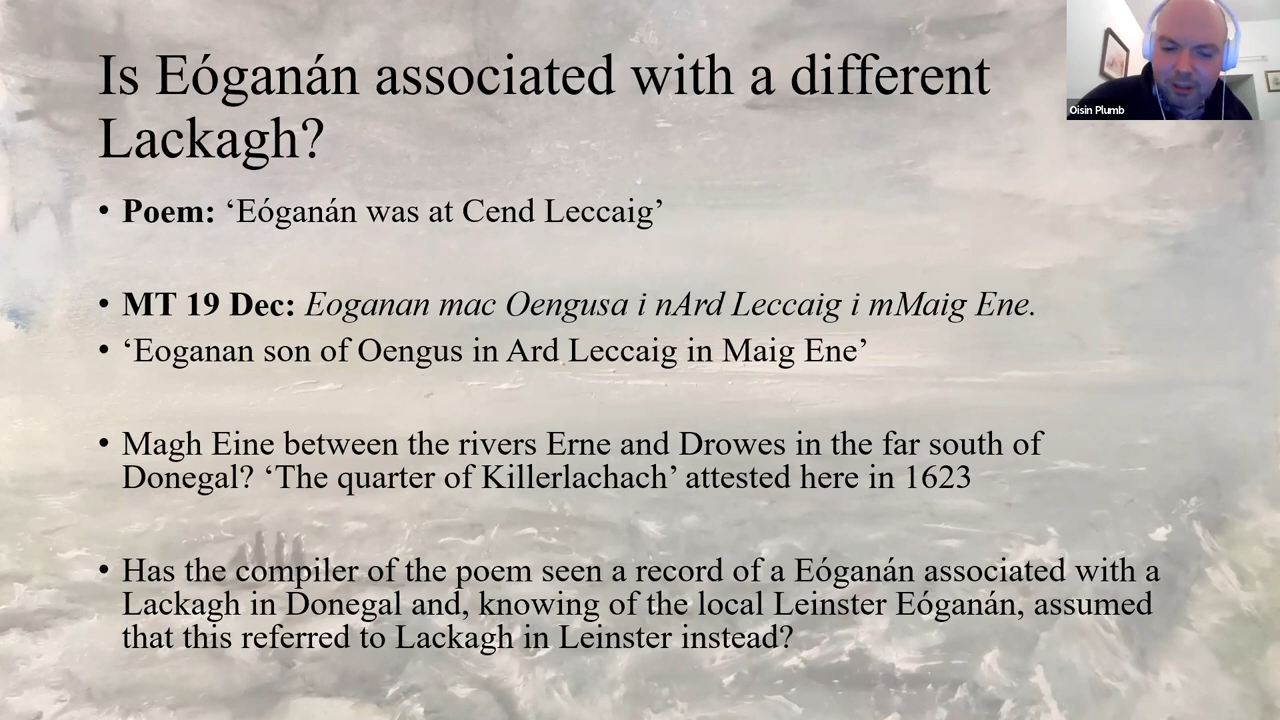 Is Eóganán associated with a different
Lackagh?
• Poem: ‘Eóganán was at Cend Leccaig’
• MT 19 Dec: Eoganan mac Oengusa i nArd Leccaig i mMaig Ene.
• ‘Eoganan son of Oengus in Ard Leccaig in Maig Ene’
• Magh Eine between the rivers Erne and Drowes in the far south of
Donegal? ‘The quarter of Killerlachach’ attested here in 1623
• Has the compiler of the poem seen a record of a Eóganán associated with a
Lackagh in Donegal and, knowing of the local Leinster Eóganán, assumed
that this referred to Lackagh in Leinster instead?
Oisin Plumb